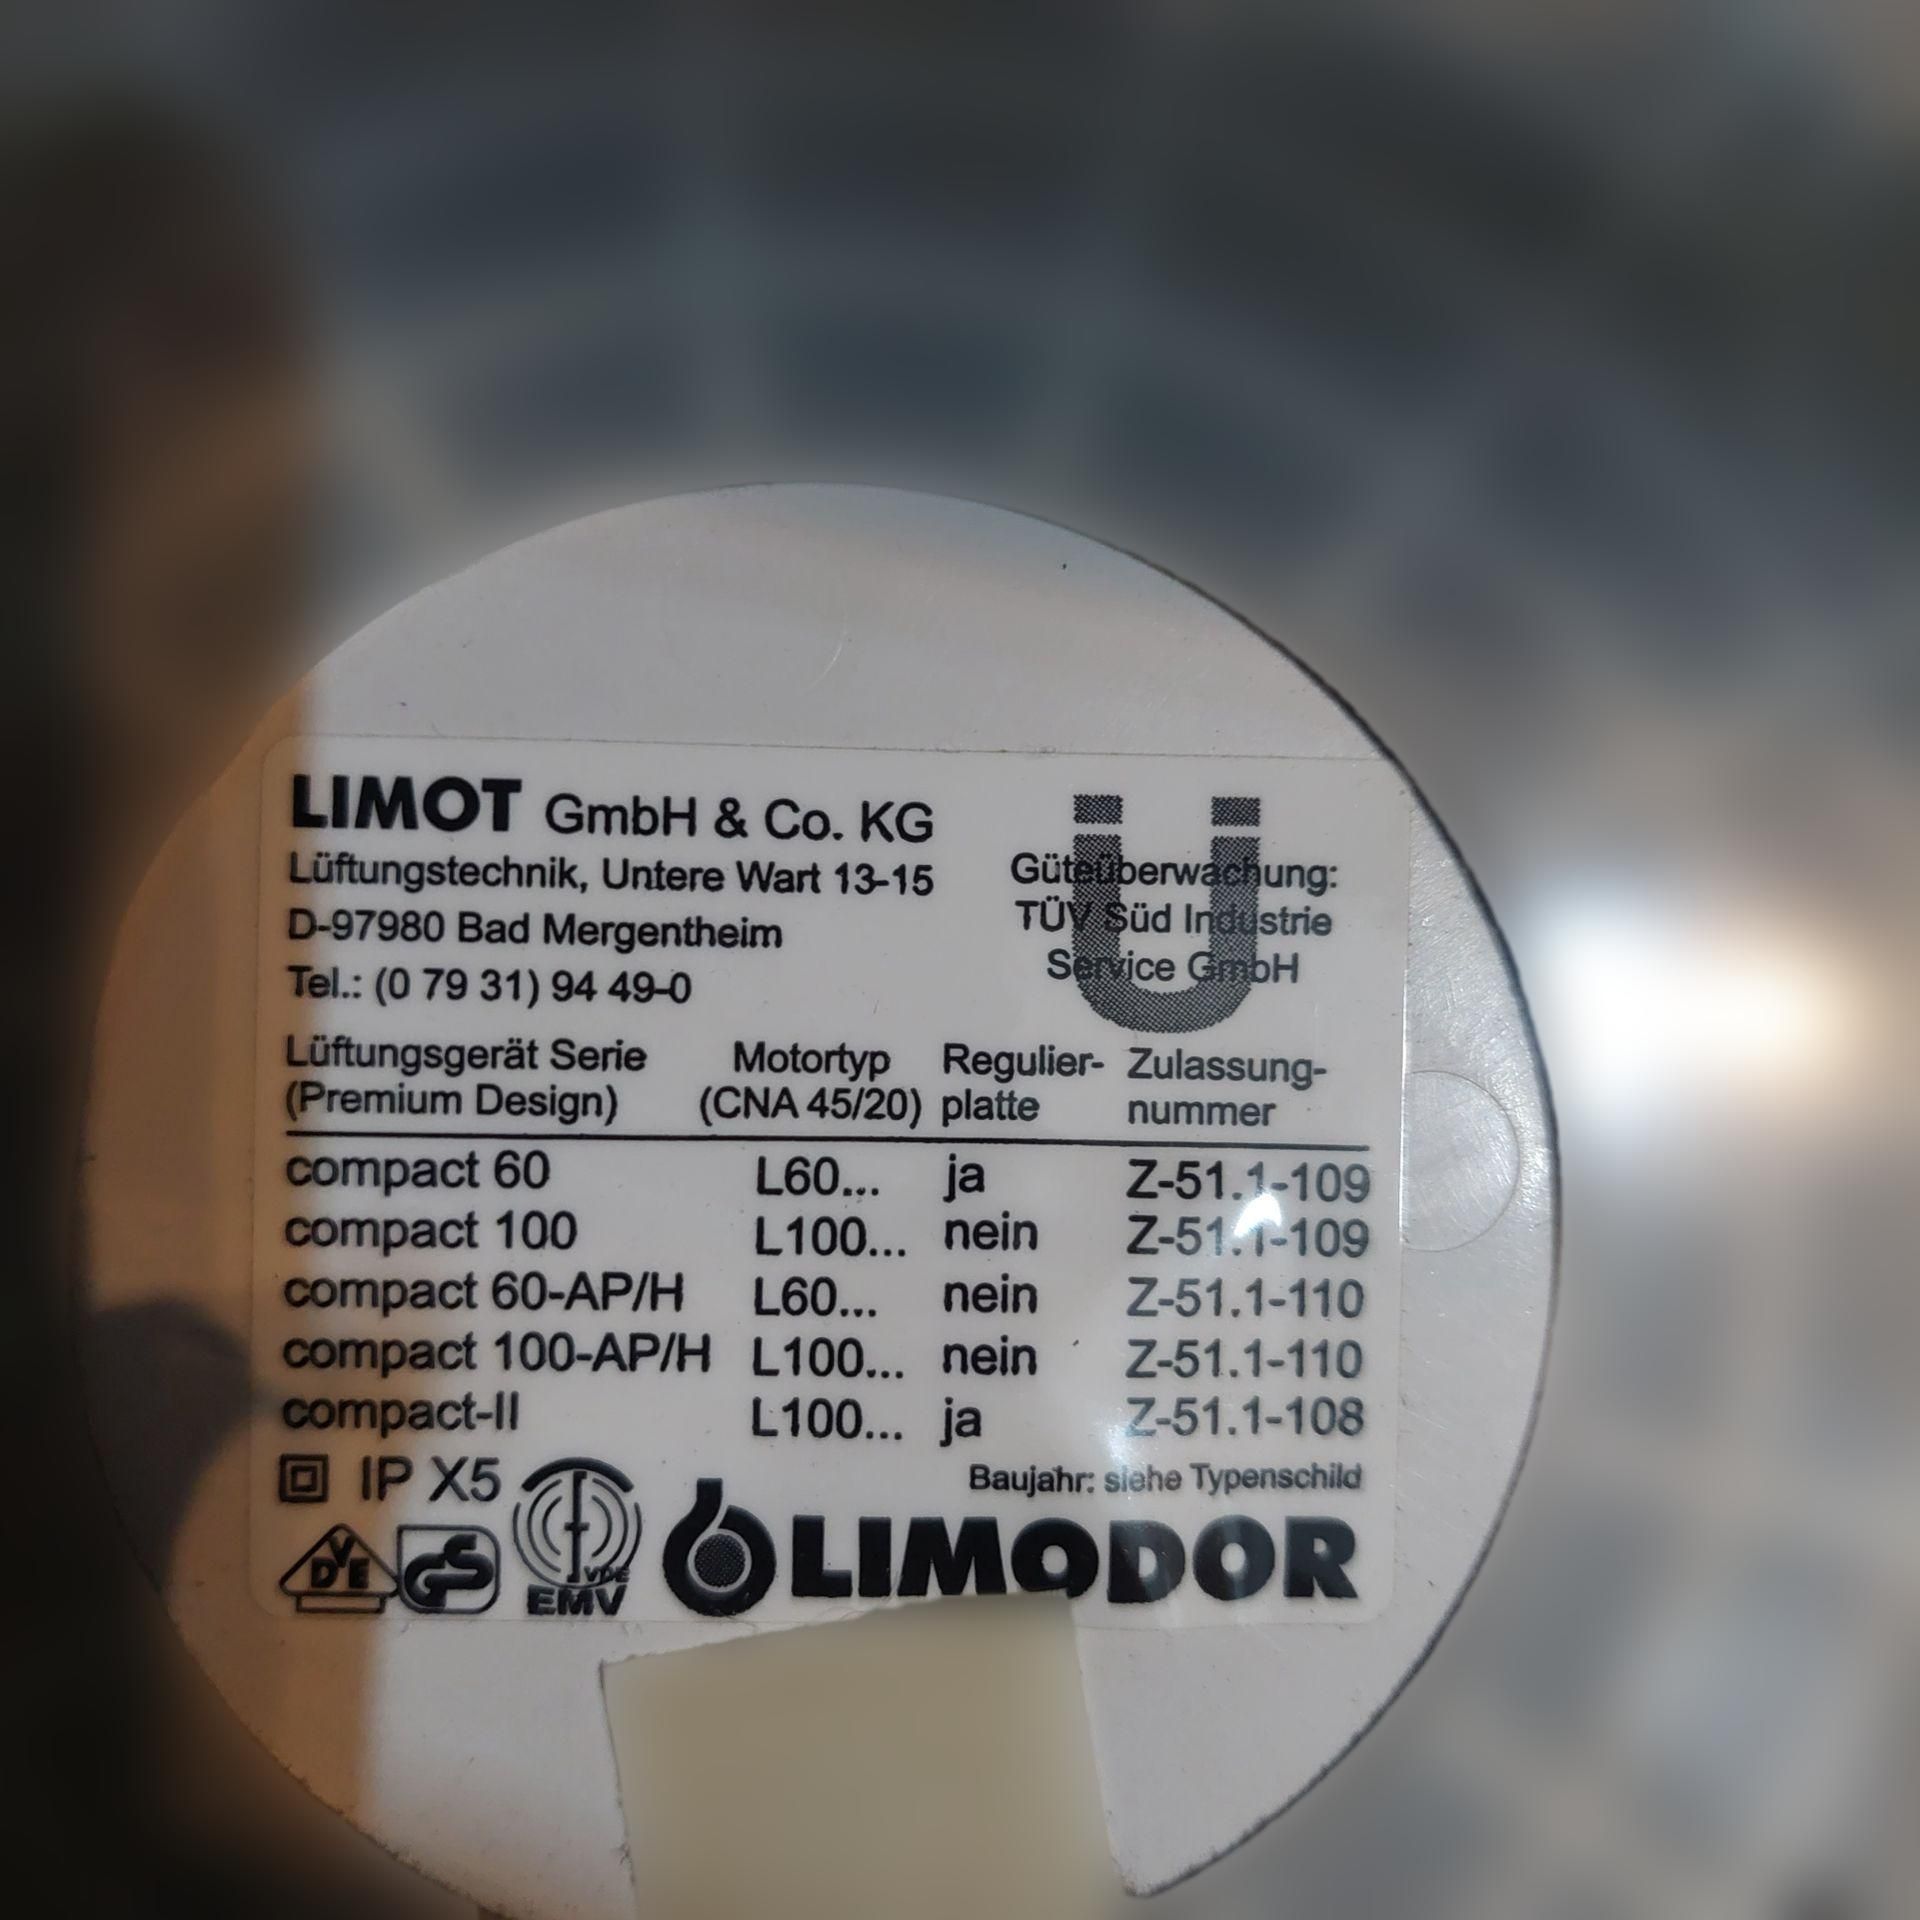 LIMOT GmbH & Co. KG
Lüftungstechnik, Untere Wart 13-15
D-97980 Bad Mergentheim
Tel.: (0 79 31) 94 49-0
Ü
Güteüberwachung:
TÜV Süd Industrie
Service GmbH
Lüftungsgerät Serie Motortyp Regulier- Zulassung-
(Premium Design) (CNA 45/20) platte nummer
compact 60 L60... ja Z-51.1-109
compact 100 L100... nein Z-51.1-109
compact 60-AP/H L60... nein Z-51.1-110
compact 100-AP/H L100... nein Z-51.1-110
compact-II L100... ja Z-51.1-108
IP X5
Baujahr: siehe Typenschild
DVE GS VDE
EMV
LIMODOR